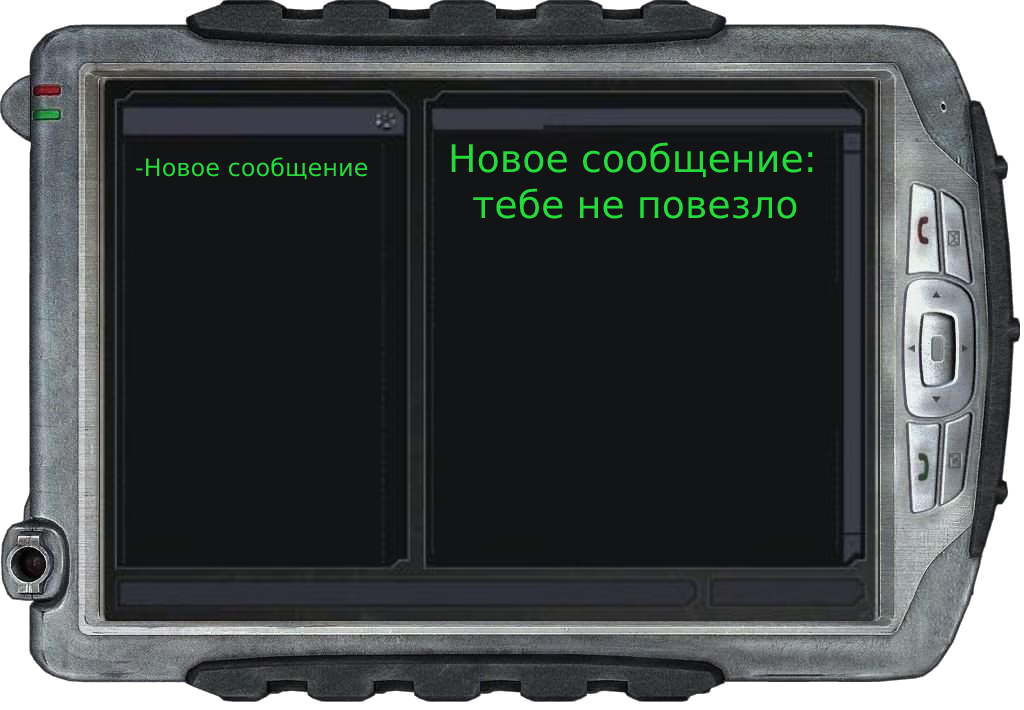 -Новое сообщение
Новое сообщение:
тебе не повезло